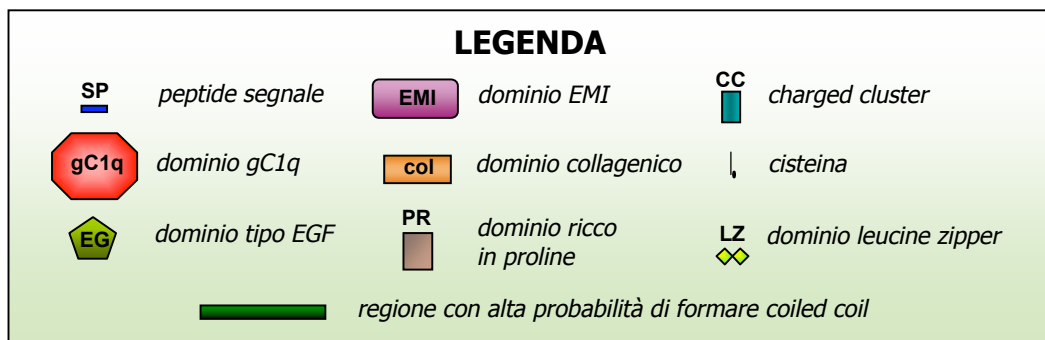 LEGENDA
SP peptide segnale
EMI dominio EMI
CC charged cluster
gC1q dominio gC1q
col dominio collagenico
cisteina
EG dominio tipo EGF
PR dominio ricco
in proline
LZ dominio leucine zipper
regione con alta probabilità di formare coiled coil